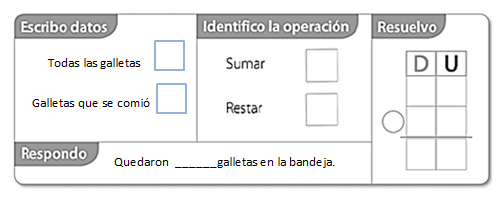 Escribo datos
Todas las galletas
Galletas que se comió
Identifico la operación
Sumar
Restar
Resuelvo
D U
Respondo
Quedaron ______galletas en la bandeja.